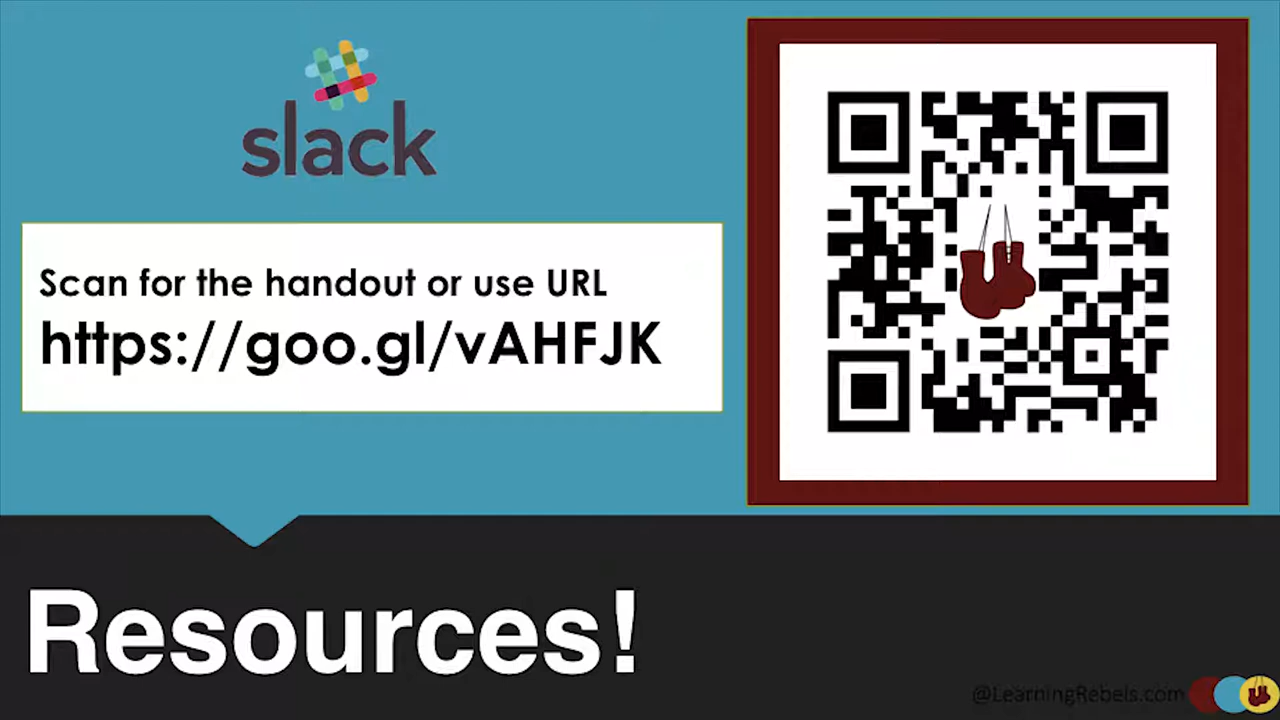 slack
Scan for the handout or use URL
https://goo.gl/vAHFJK
Resources!
@LearningRebels.com